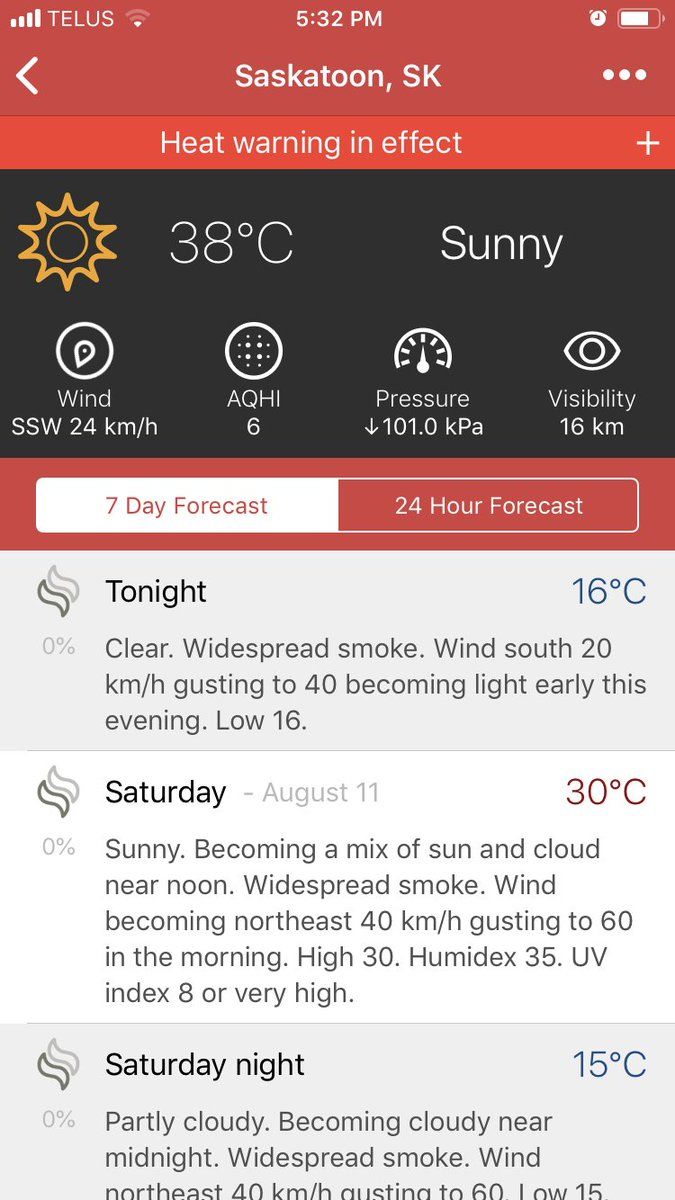 TELUS 5:32 PM
Saskatoon, SK
Heat warning in effect +
38°C Sunny
Wind AQHI Pressure Visibility
SSW 24 km/h 6 ↓101.0 kPa 16 km
7 Day Forecast 24 Hour Forecast
Tonight 16°C
0% Clear. Widespread smoke. Wind south 20
km/h gusting to 40 becoming light early this
evening. Low 16.
Saturday - August 11 30°C
0% Sunny. Becoming a mix of sun and cloud
near noon. Widespread smoke. Wind
becoming northeast 40 km/h gusting to 60
in the morning. High 30. Humidex 35. UV
index 8 or very high.
Saturday night 15°C
0% Partly cloudy. Becoming cloudy near
midnight. Widespread smoke. Wind
northeast 40 km/h gusting to 60. Low 15.